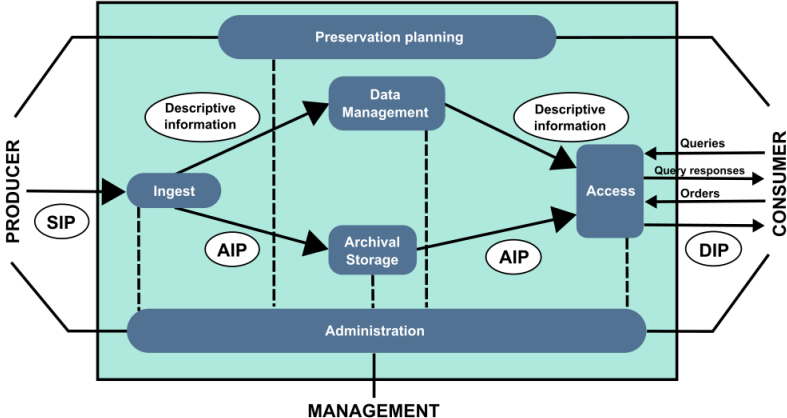 Preservation planning
Data
Management
Descriptive
information
Descriptive
information
PRODUCER
Ingest
SIP
AIP
Archival
Storage
AIP
Access
Queries
Query responses
Orders
DIP
CONSUMER
Administration
MANAGEMENT